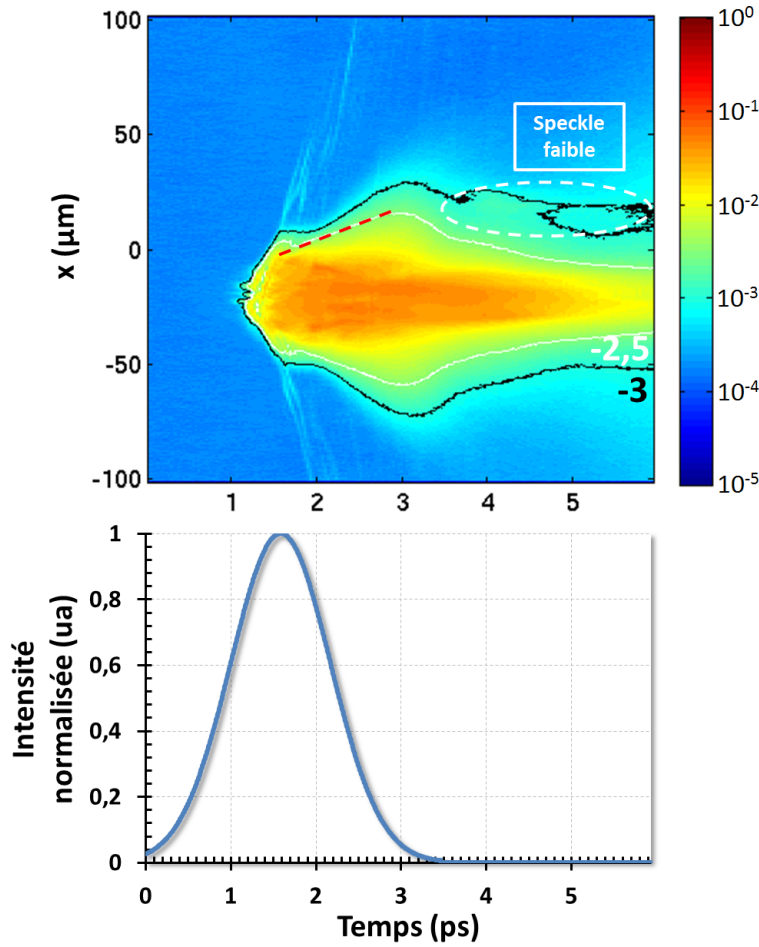 100
50
0
-50
-100
x (μm)
Speckle
faible
-2,5
-3
1 2 3 4 5
10⁰
10⁻¹
10⁻²
10⁻³
10⁻⁴
10⁻⁵
Intensité
normalisée (ua)
1
0,8
0,6
0,4
0,2
0
0 1 2 3 4 5
Temps (ps)